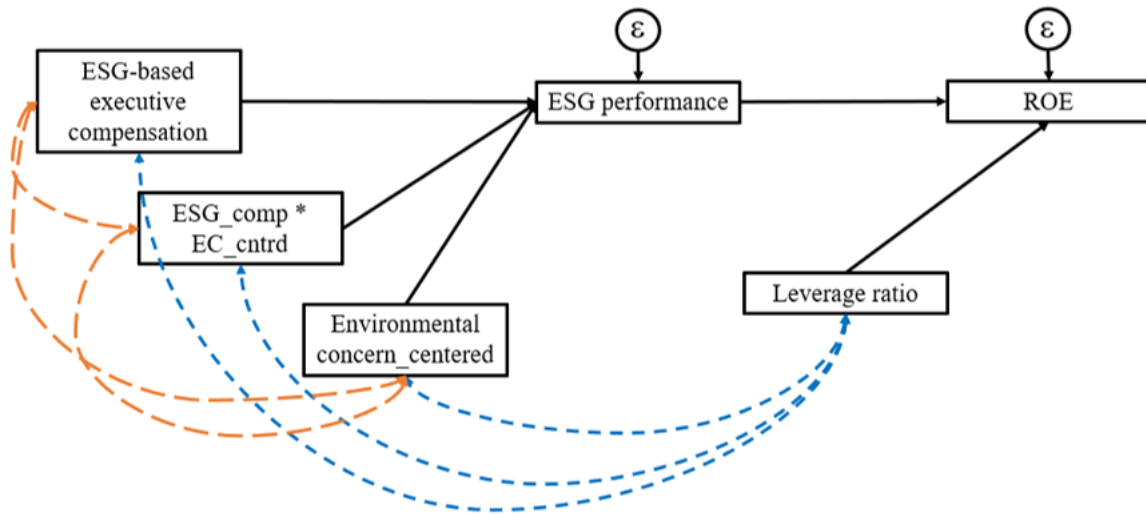 ε
ε
ESG-based
executive
compensation
ESG performance
ROE
ESG_comp *
EC_cntrd
Leverage ratio
Environmental
concern_centered